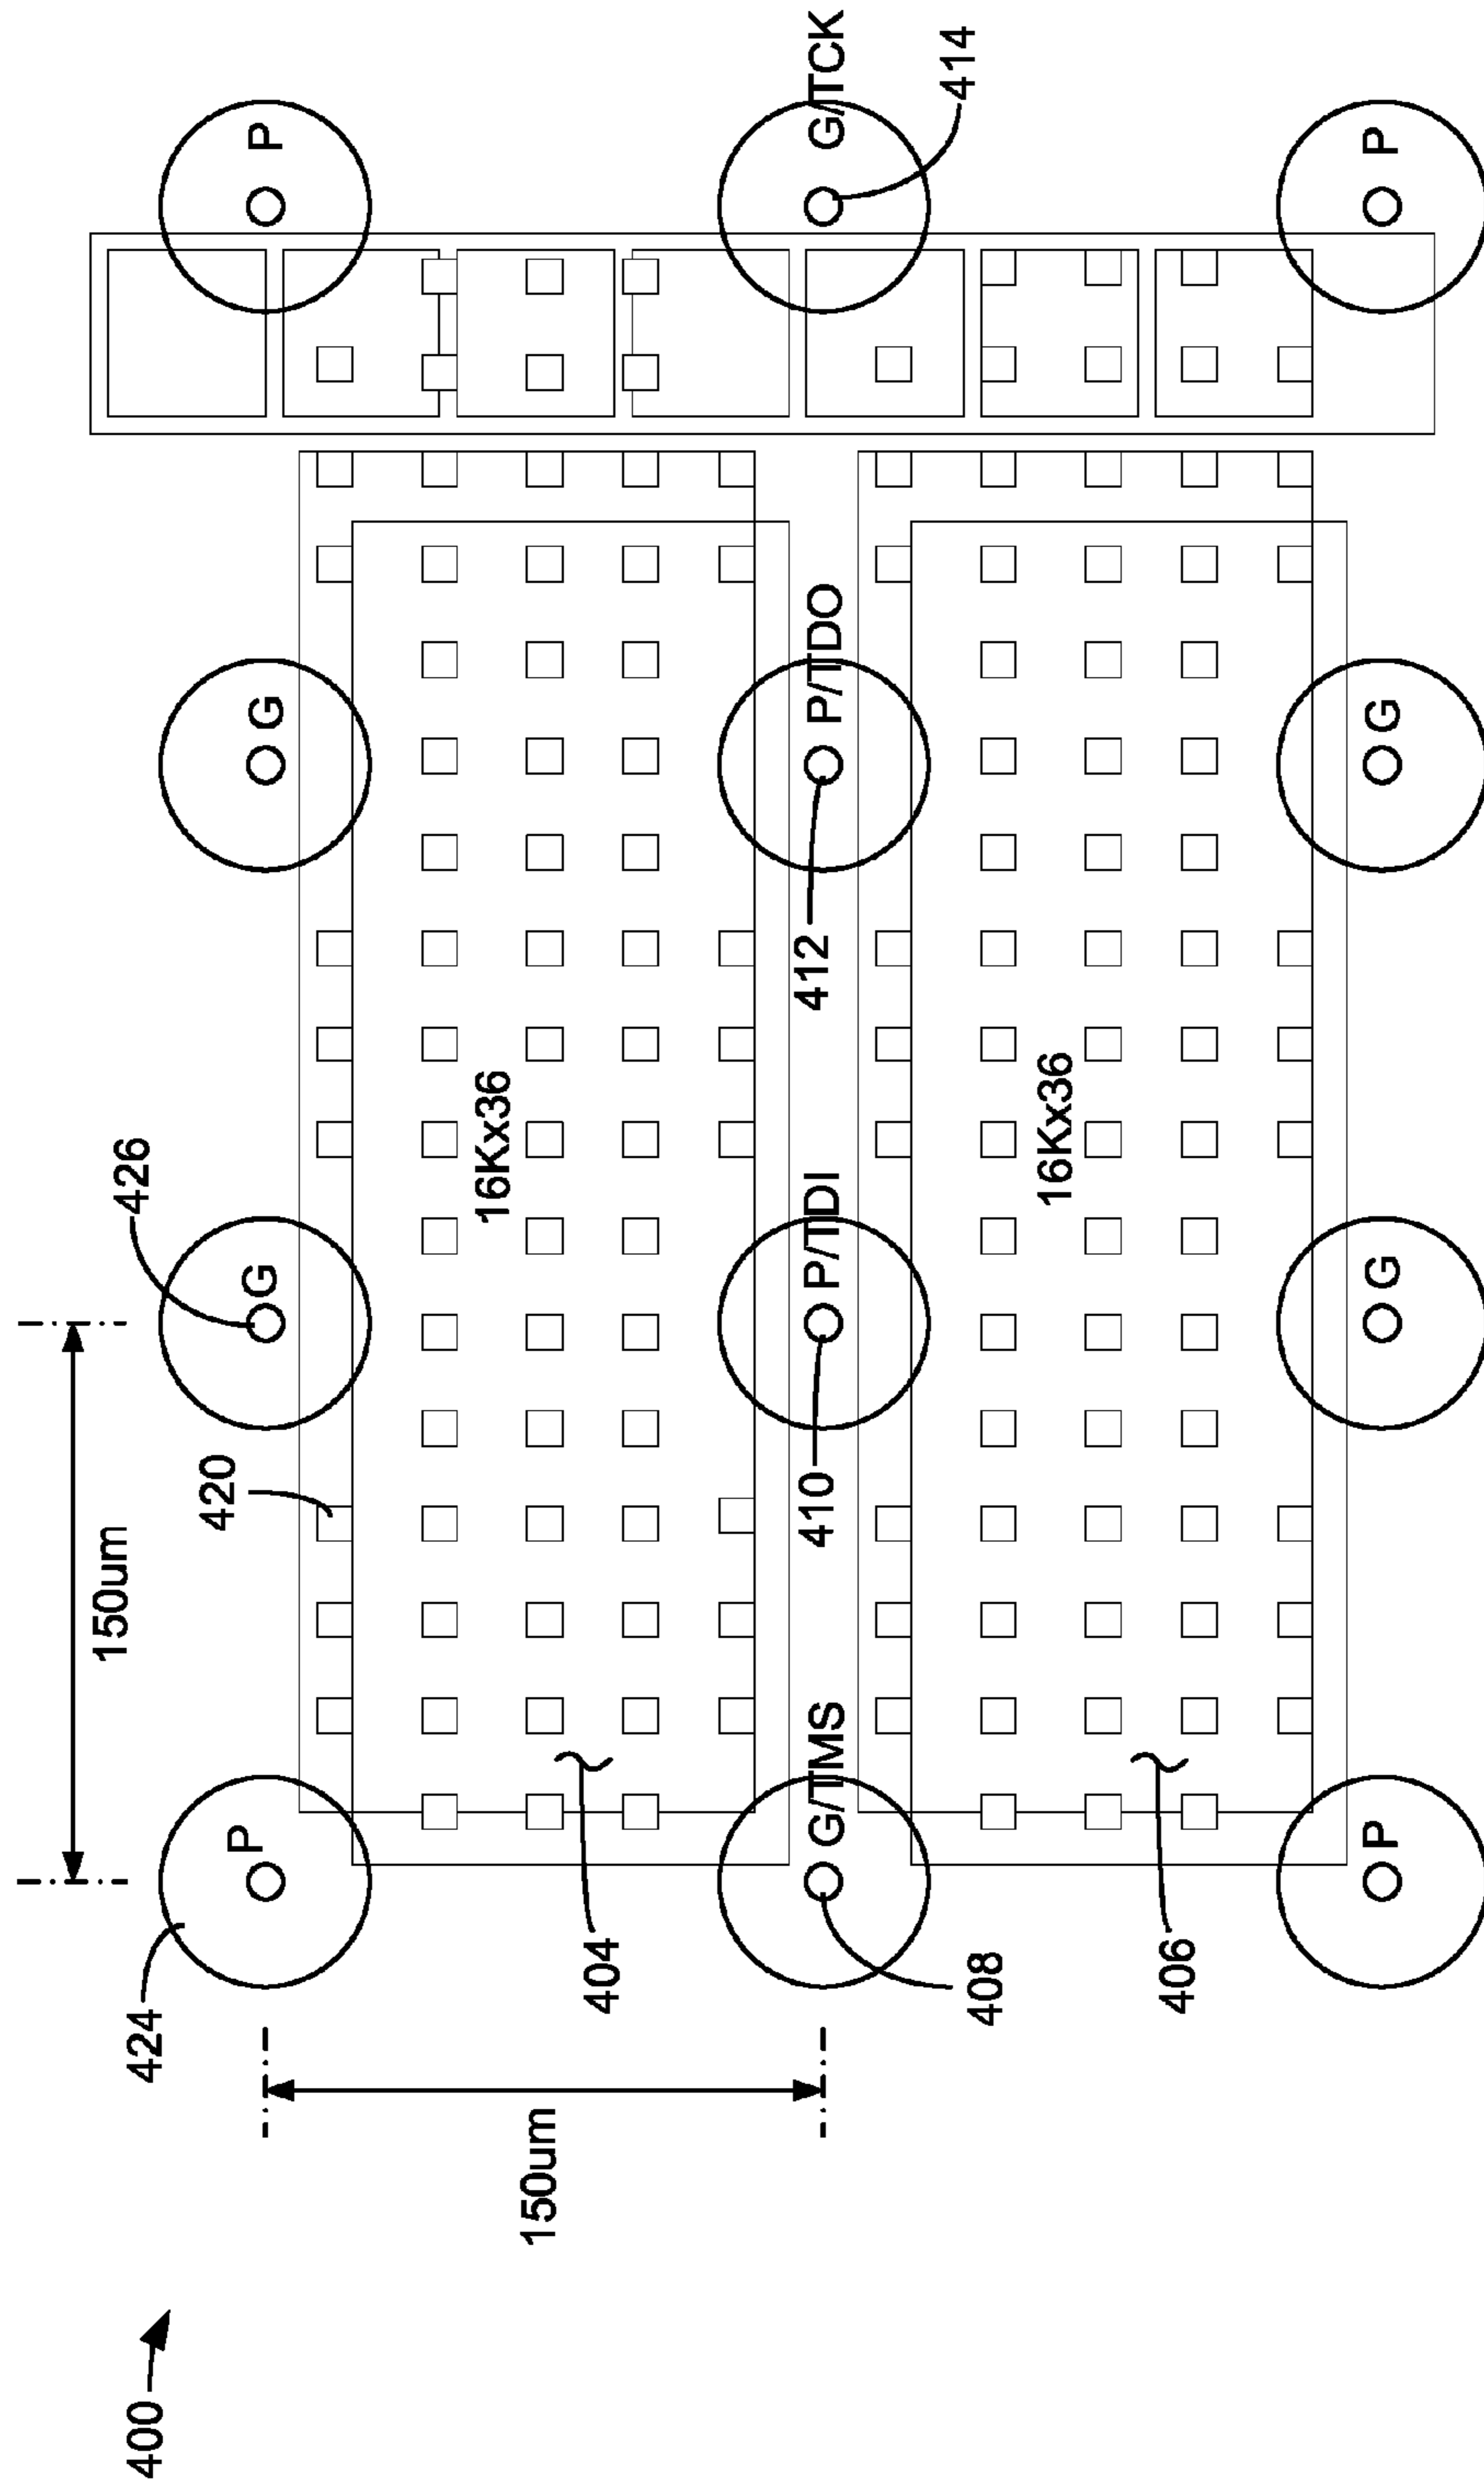 400
150um
150um
424
P
426
G
G
P
420
16Kx36
404
G/TMS
P/TDI
P/TDO
G/TCK
408
410
412
414
16Kx36
406
P
G
G
P